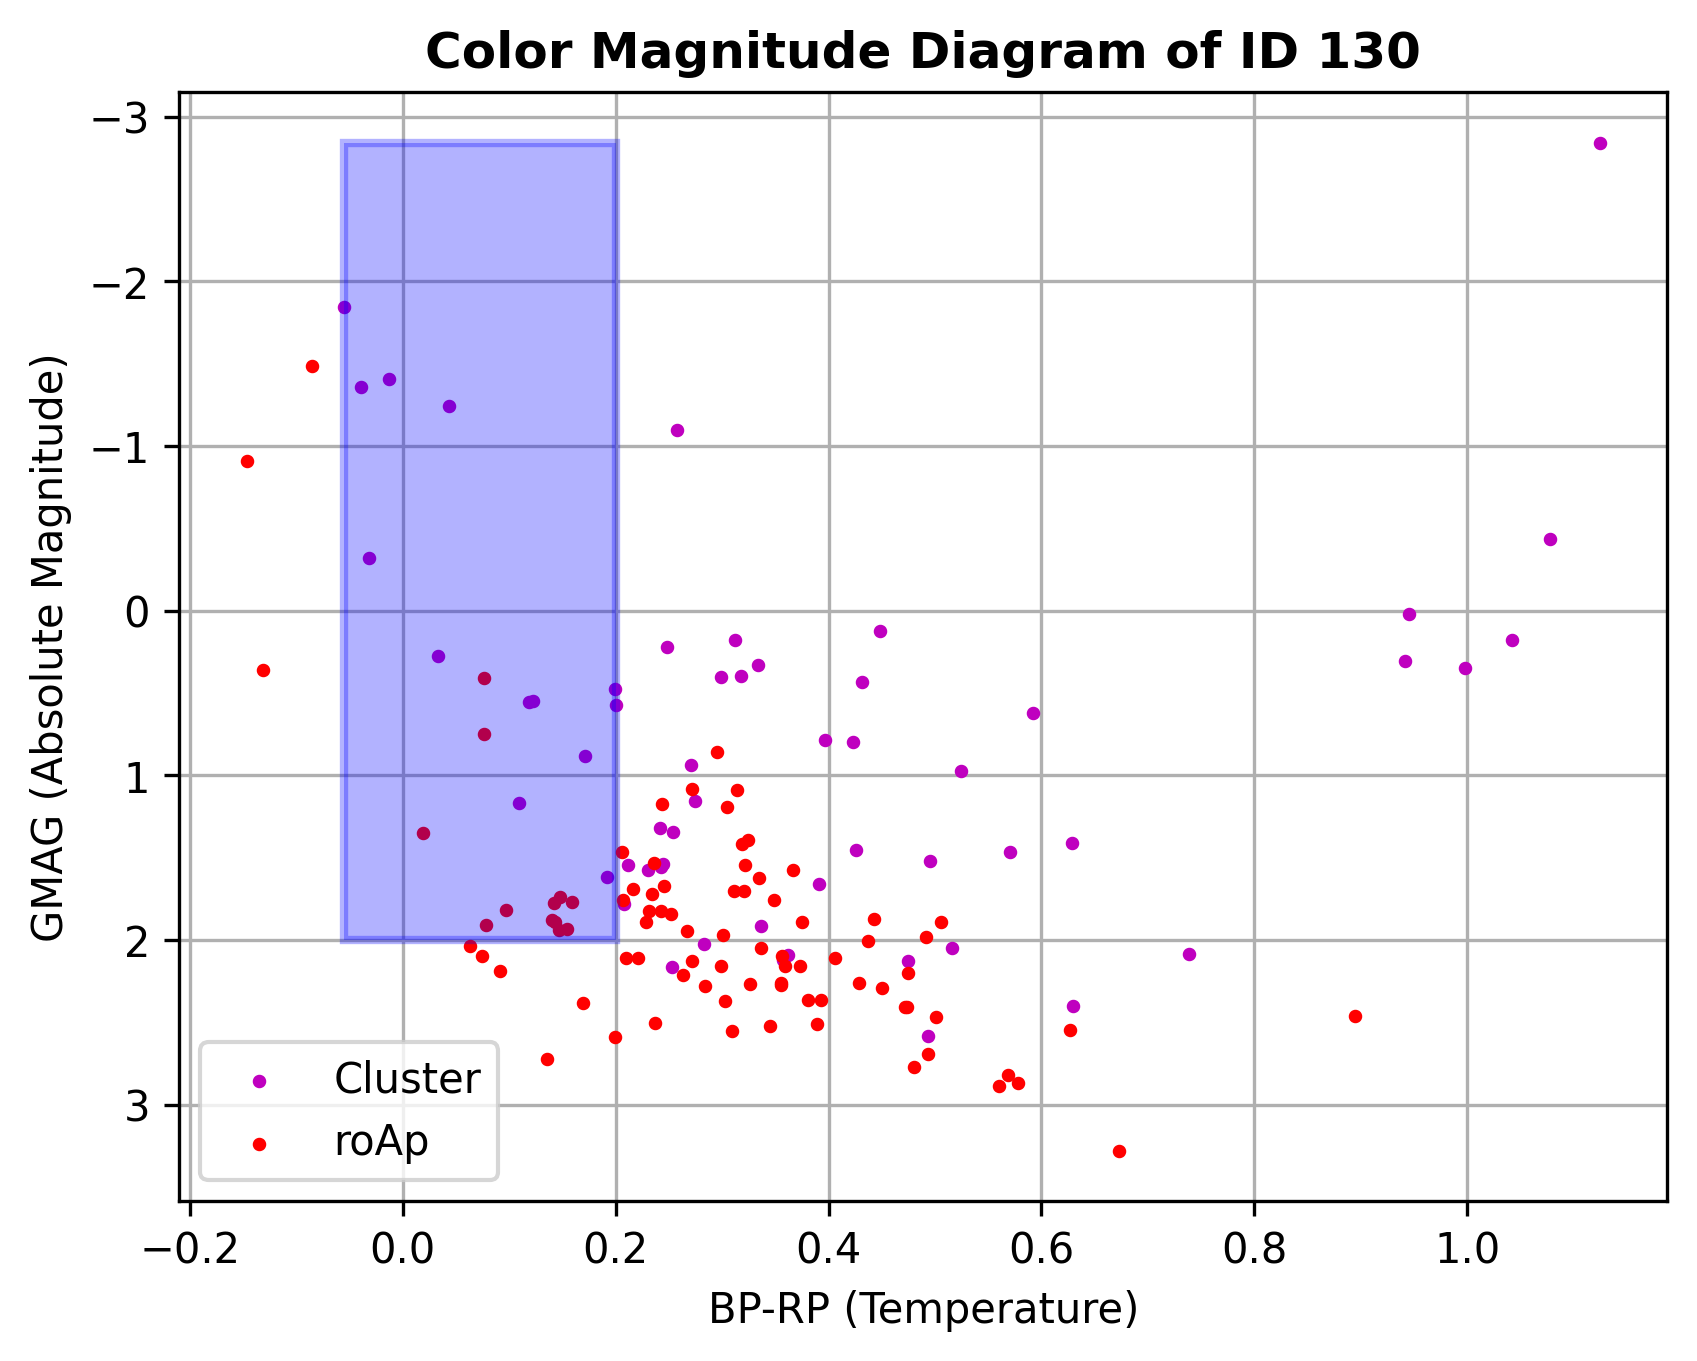 Color Magnitude Diagram of ID 130
GMAG (Absolute Magnitude)
−3
−2
−1
0
1
2
3
Cluster
roAp
−0.2 0.0 0.2 0.4 0.6 0.8 1.0
BP-RP (Temperature)